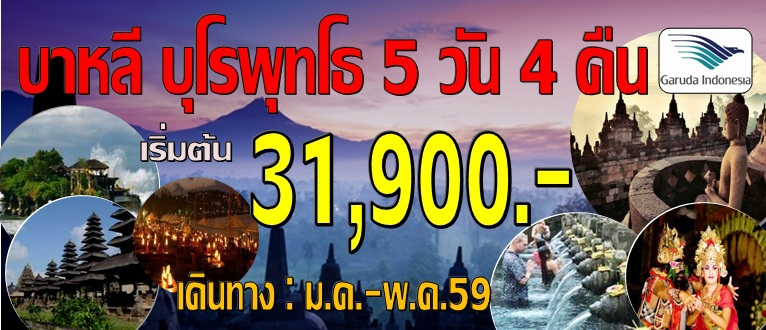 บาหลี บุโรพุทโธ 5 วัน 4 คืน
Garuda Indonesia
เริ่มต้น 31,900.-
เดินทาง : ม.ค.-พ.ค.59